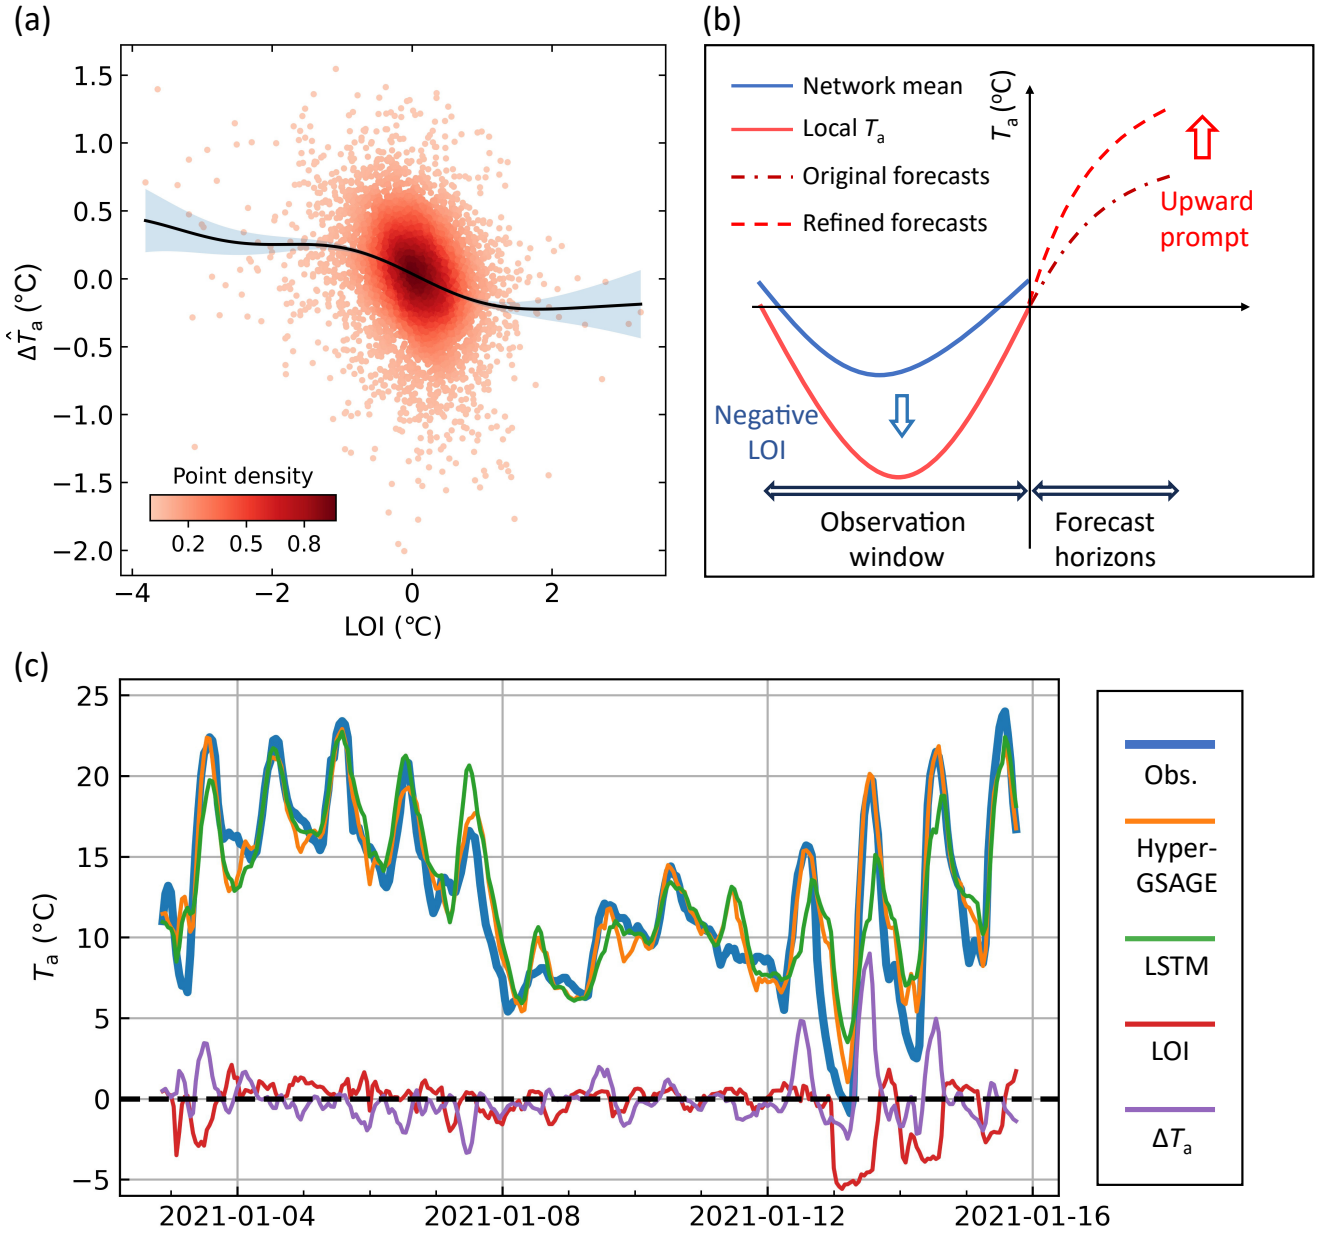 (a)
1.5
1.0
0.5
0.0
−0.5
−1.0
−1.5
−2.0
ΔT̂a (°C)
Point density
0.2 0.5 0.8
−4 −2 0 2
LOI (°C)
(b)
Network mean
Local Ta
Original forecasts
Refined forecasts
Ta (°C)
Upward
prompt
Negative
LOI
Observation
window
Forecast
horizons
(c)
25
20
15
10
5
0
−5
Ta (°C)
2021-01-04 2021-01-08 2021-01-12 2021-01-16
Obs.
Hyper-
GSAGE
LSTM
LOI
ΔTa